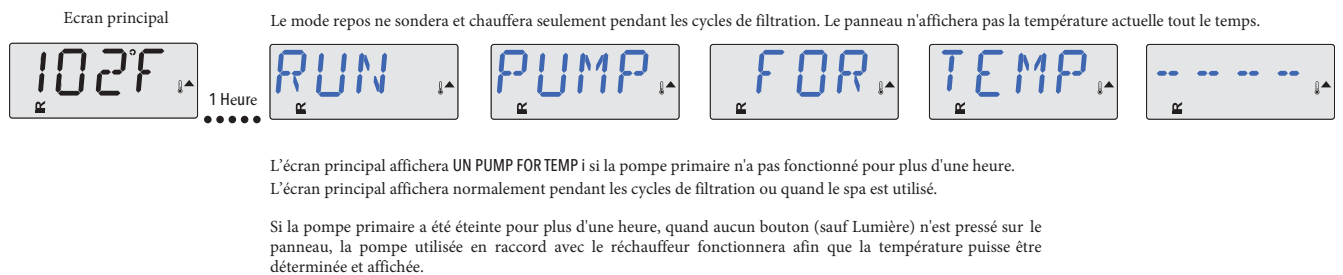 Ecran principal
Le mode repos ne sondera et chauffera seulement pendant les cycles de filtration. Le panneau n'affichera pas la température actuelle tout le temps.
102°F
R
1 Heure
RUN
R
PUMP
R
FOR
R
TEMP
R
-- -- -- --
R
L'écran principal affichera UN PUMP FOR TEMP i si la pompe primaire n'a pas fonctionné pour plus d'une heure.
L'écran principal affichera normalement pendant les cycles de filtration ou quand le spa est utilisé.
Si la pompe primaire a été éteinte pour plus d'une heure, quand aucun bouton (sauf Lumière) n'est pressé sur le
panneau, la pompe utilisée en raccord avec le réchauffeur fonctionnera afin que la température puisse être
déterminée et affichée.